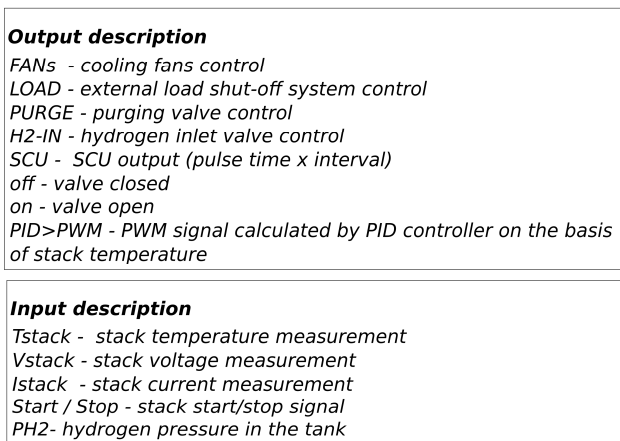 Output description
FANs - cooling fans control
LOAD - external load shut-off system control
PURGE - purging valve control
H2-IN - hydrogen inlet valve control
SCU - SCU output (pulse time x interval)
off - valve closed
on - valve open
PID>PWM - PWM signal calculated by PID controller on the basis
of stack temperature
Input description
Tstack - stack temperature measurement
Vstack - stack voltage measurement
Istack - stack current measurement
Start / Stop - stack start/stop signal
PH2- hydrogen pressure in the tank